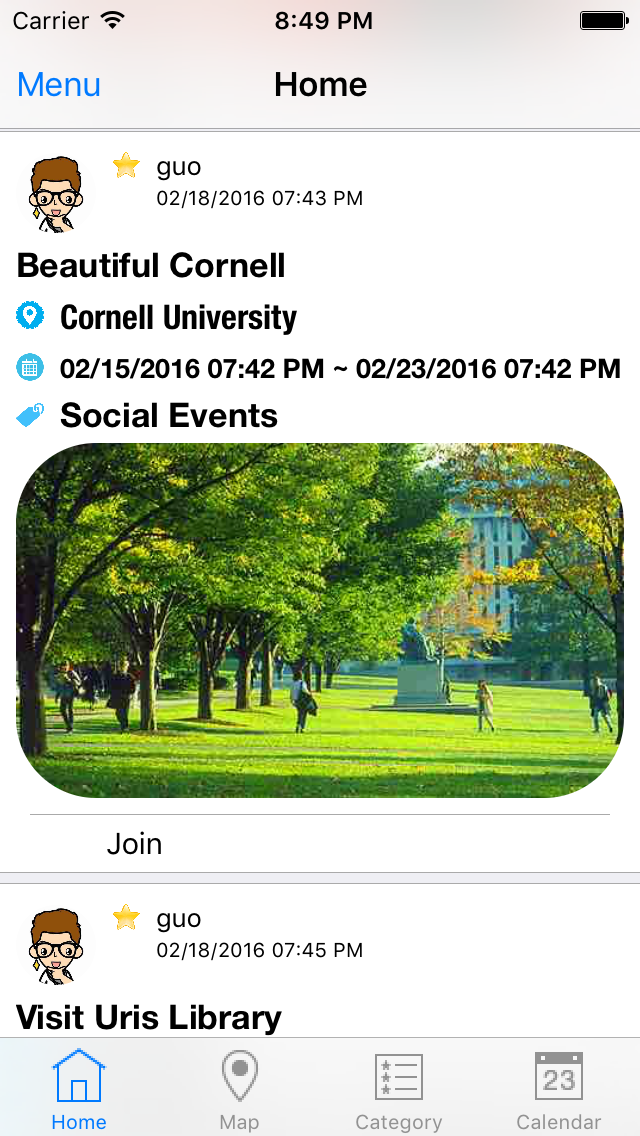 Carrier 8:49 PM
Menu Home
guo
02/18/2016 07:43 PM
Beautiful Cornell
Cornell University
02/15/2016 07:42 PM ~ 02/23/2016 07:42 PM
Social Events
Join
guo
02/18/2016 07:45 PM
Visit Uris Library
23
Home Map Category Calendar